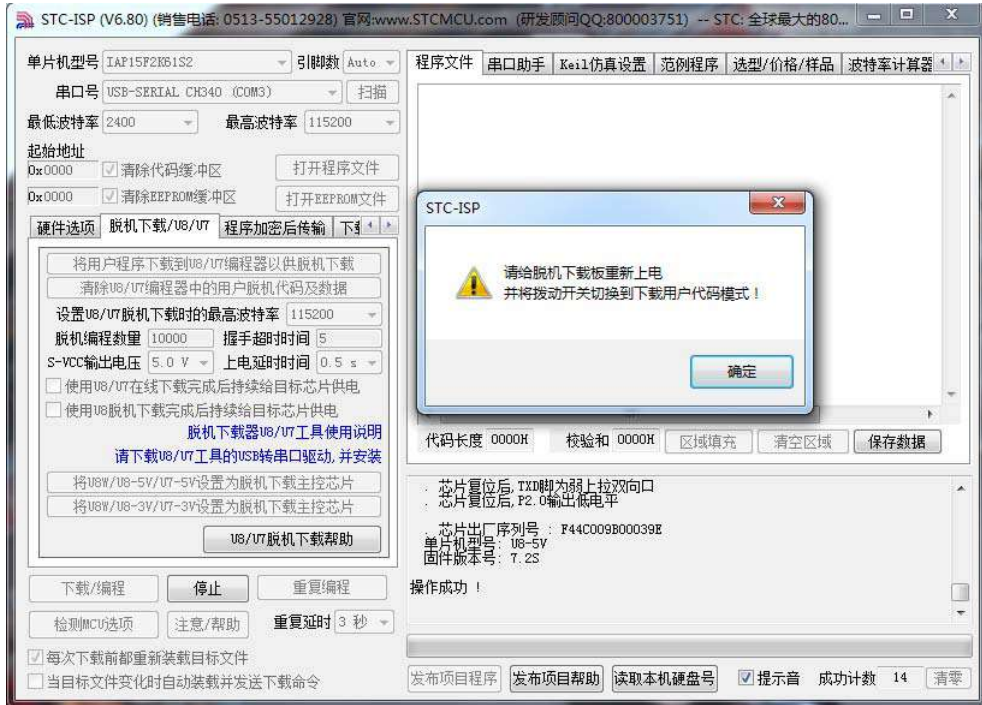 STC-ISP (V6.80) (销售电话: 0513-55012928) 官网:www.STCMCU.com (研发顾问QQ:800003751) -- STC: 全球最大的80...
单片机型号 IAP15F2K61S2 引脚数 Auto
串口号 USB-SERIAL CH340 (COM3) 扫描
最低波特率 2400 最高波特率 115200
起始地址
0x0000 清除代码缓冲区 打开程序文件
0x0000 清除EEPROM缓冲区 打开EEPROM文件
硬件选项 脱机下载/U8/U7 程序加密后传输 下
将用户程序下载到U8/U7编程器以供脱机下载
清除U8/U7编程器中的用户脱机代码及数据
设置U8/U7脱机下载时的最高波特率 115200
脱机编程数量 10000 握手超时时间 5
S-VCC输出电压 5.0 V 上电延时时间 0.5 s
使用U8/U7在线下载完成后持续给目标芯片供电
使用U8脱机下载完成后持续给目标芯片供电
脱机下载器U8/U7工具使用说明
请下载U8/U7工具的USB转串口驱动,并安装
将U8W/U8-5V/U7-5V设置为脱机下载主控芯片
将U8W/U8-3V/U7-3V设置为脱机下载主控芯片
U8/U7脱机下载帮助
下载/编程 停止 重复编程
检测MCU选项 注意/帮助 重复延时 3 秒
每次下载前都重新装载目标文件
当目标文件变化时自动装载并发送下载命令
程序文件 串口助手 Keil仿真设置 范例程序 选型/价格/样品 波特率计算器
STC-ISP
请给脱机下载板重新上电
并将拨动开关切换到下载用户代码模式！
确定
代码长度 0000H 校验和 0000H 区域填充 清空区域 保存数据
. 芯片复位后,TXD脚为弱上拉双向口
. 芯片复位后,P2.0输出低电平
. 芯片出厂序列号 : F44C009B00039E
单片机型号: U8-5V
固件版本号: 7.2S
操作成功 !
发布项目程序 发布项目帮助 读取本机硬盘号 提示音 成功计数 14 清零